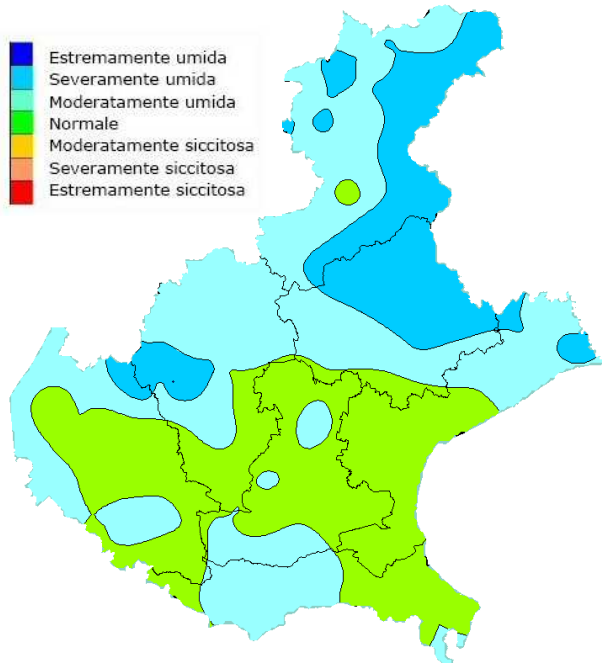 Estremamente umida
Severamente umida
Moderatamente umida
Normale
Moderatamente siccitosa
Severamente siccitosa
Estremamente siccitosa